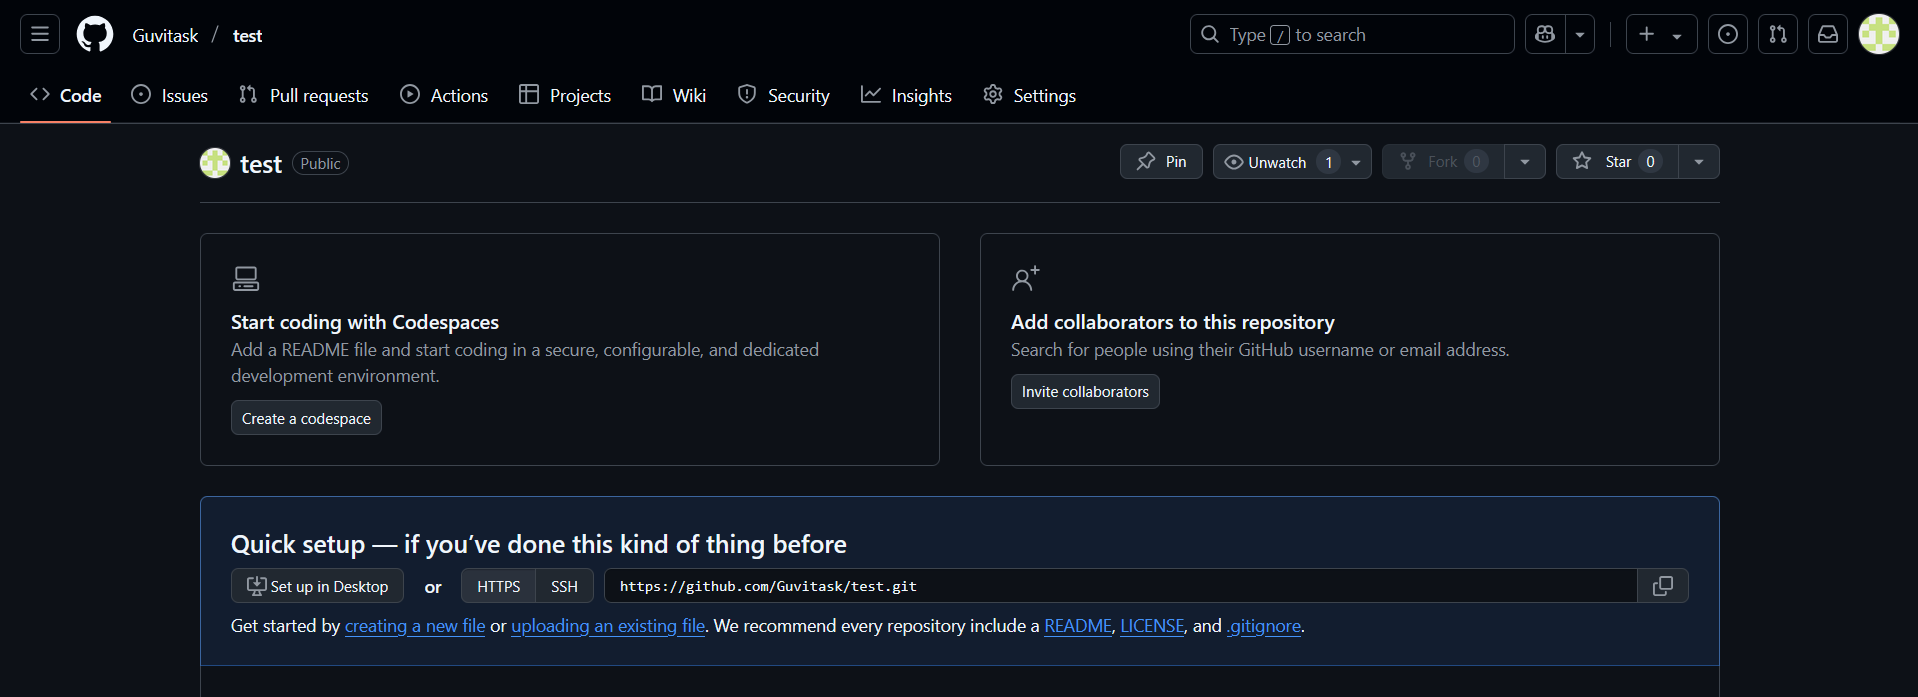 Guvitask / test
Type / to search
Code Issues Pull requests Actions Projects Wiki Security Insights Settings
test Public
Pin Unwatch 1 Fork 0 Star 0
Start coding with Codespaces
Add a README file and start coding in a secure, configurable, and dedicated
development environment.
Create a codespace
Add collaborators to this repository
Search for people using their GitHub username or email address.
Invite collaborators
Quick setup — if you’ve done this kind of thing before
Set up in Desktop or HTTPS SSH https://github.com/Guvitask/test.git
Get started by creating a new file or uploading an existing file. We recommend every repository include a README, LICENSE, and .gitignore.